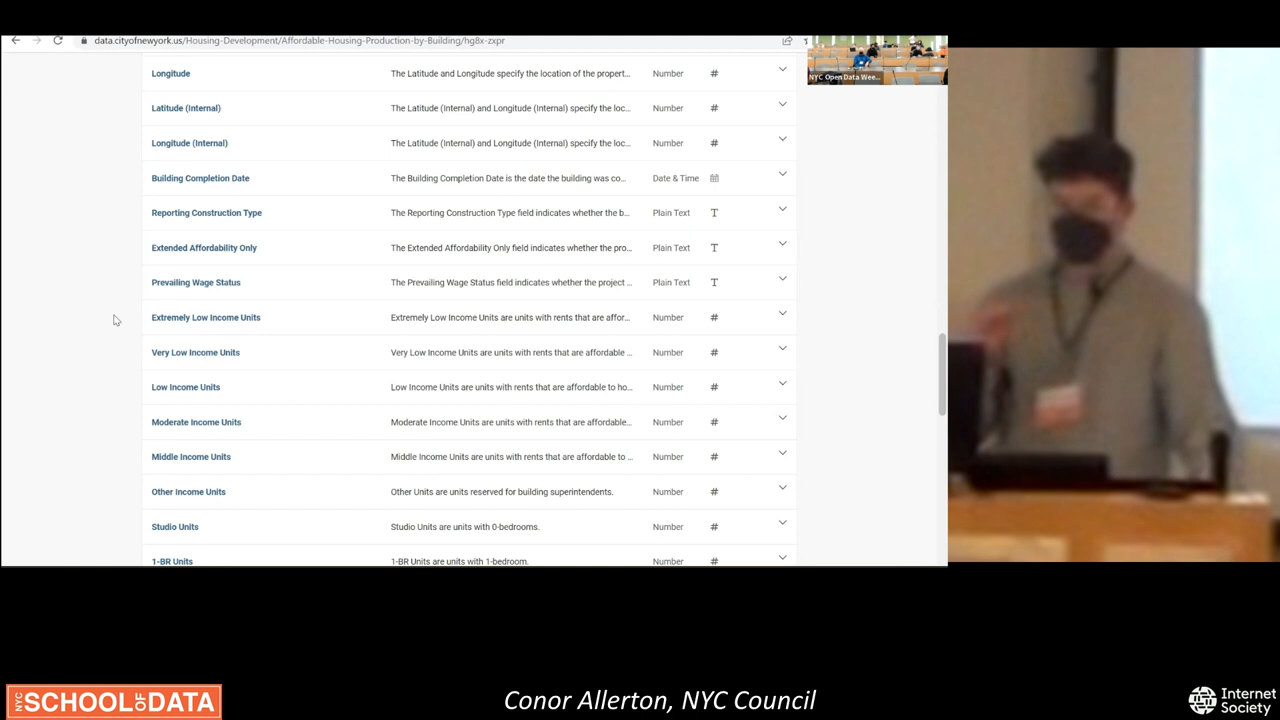 data.cityofnewyork.us/Housing-Development/Affordable-Housing-Production-by-Building/hg8x-zxpr
NYC Open Data Wee...
Longitude The Latitude and Longitude specify the location of the propert... Number #
Latitude (Internal) The Latitude (Internal) and Longitude (Internal) specify the loc... Number #
Longitude (Internal) The Latitude (Internal) and Longitude (Internal) specify the loc... Number #
Building Completion Date The Building Completion Date is the date the building was co... Date & Time
Reporting Construction Type The Reporting Construction Type field indicates whether the b... Plain Text T
Extended Affordability Only The Extended Affordability Only field indicates whether the pro... Plain Text T
Prevailing Wage Status The Prevailing Wage Status field indicates whether the project ... Plain Text T
Extremely Low Income Units Extremely Low Income Units are units with rents that are affor... Number #
Very Low Income Units Very Low Income Units are units with rents that are affordable ... Number #
Low Income Units Low Income Units are units with rents that are affordable to ho... Number #
Moderate Income Units Moderate Income Units are units with rents that are affordable... Number #
Middle Income Units Middle Income Units are units with rents that are affordable to ... Number #
Other Income Units Other Units are units reserved for building superintendents. Number #
Studio Units Studio Units are units with 0-bedrooms. Number #
1-BR Units 1-BR Units are units with 1-bedroom. Number #
NYC SCHOOL OF DATA
Conor Allerton, NYC Council
Internet
Society